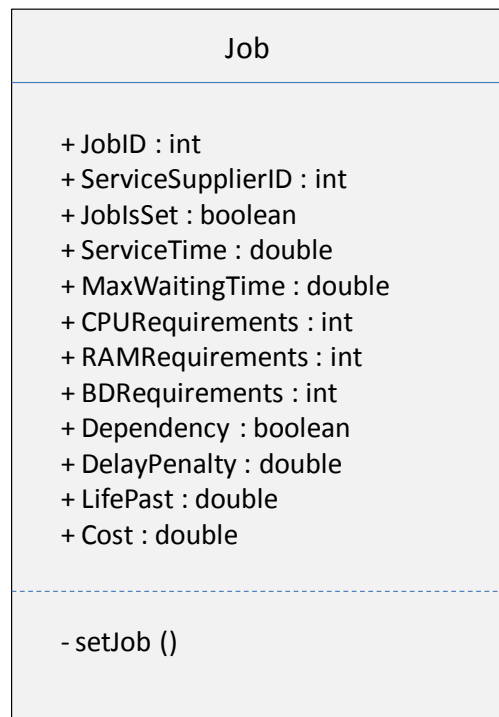 Job
+ JobID : int
+ ServiceSupplierID : int
+ JobIsSet : boolean
+ ServiceTime : double
+ MaxWaitingTime : double
+ CPURequirements : int
+ RAMRequirements : int
+ BDRequirements : int
+ Dependency : boolean
+ DelayPenalty : double
+ LifePast : double
+ Cost : double
- setJob ()